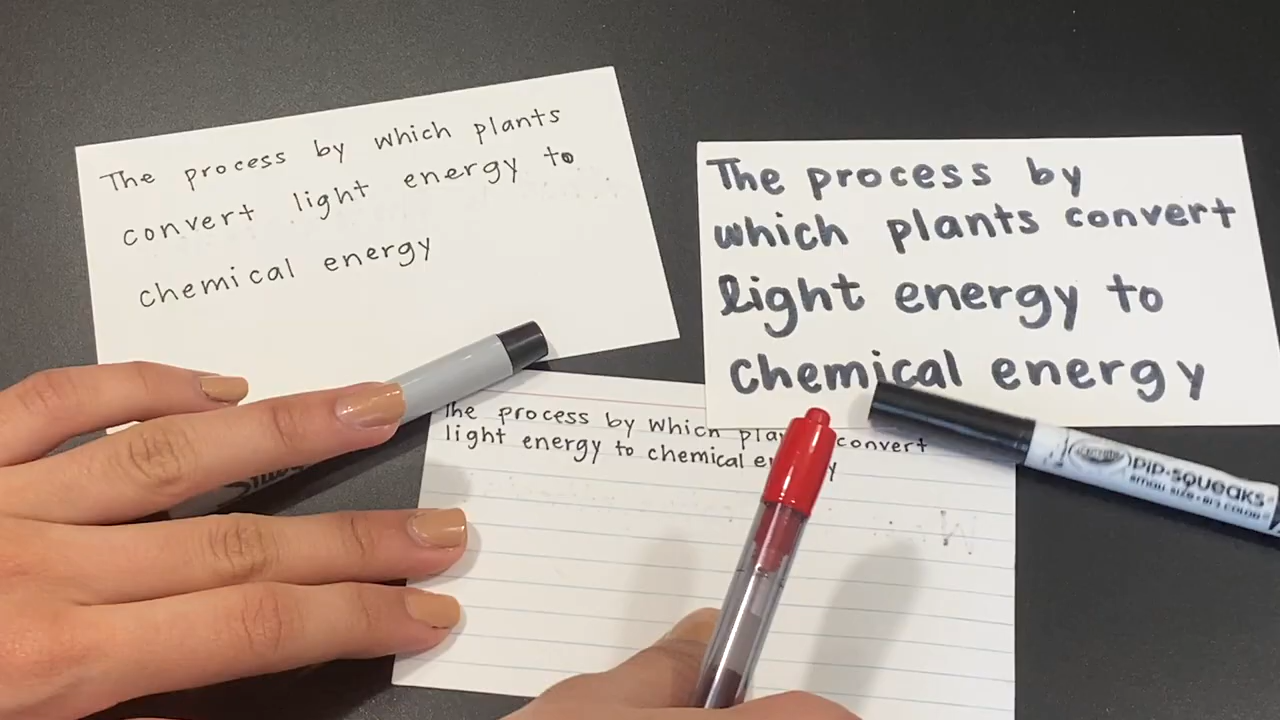 The process by which plants
convert light energy to
chemical energy
The process by
which plants convert
light energy to
chemical energy
The process by which convert
light energy to chemical
pip-squeaks